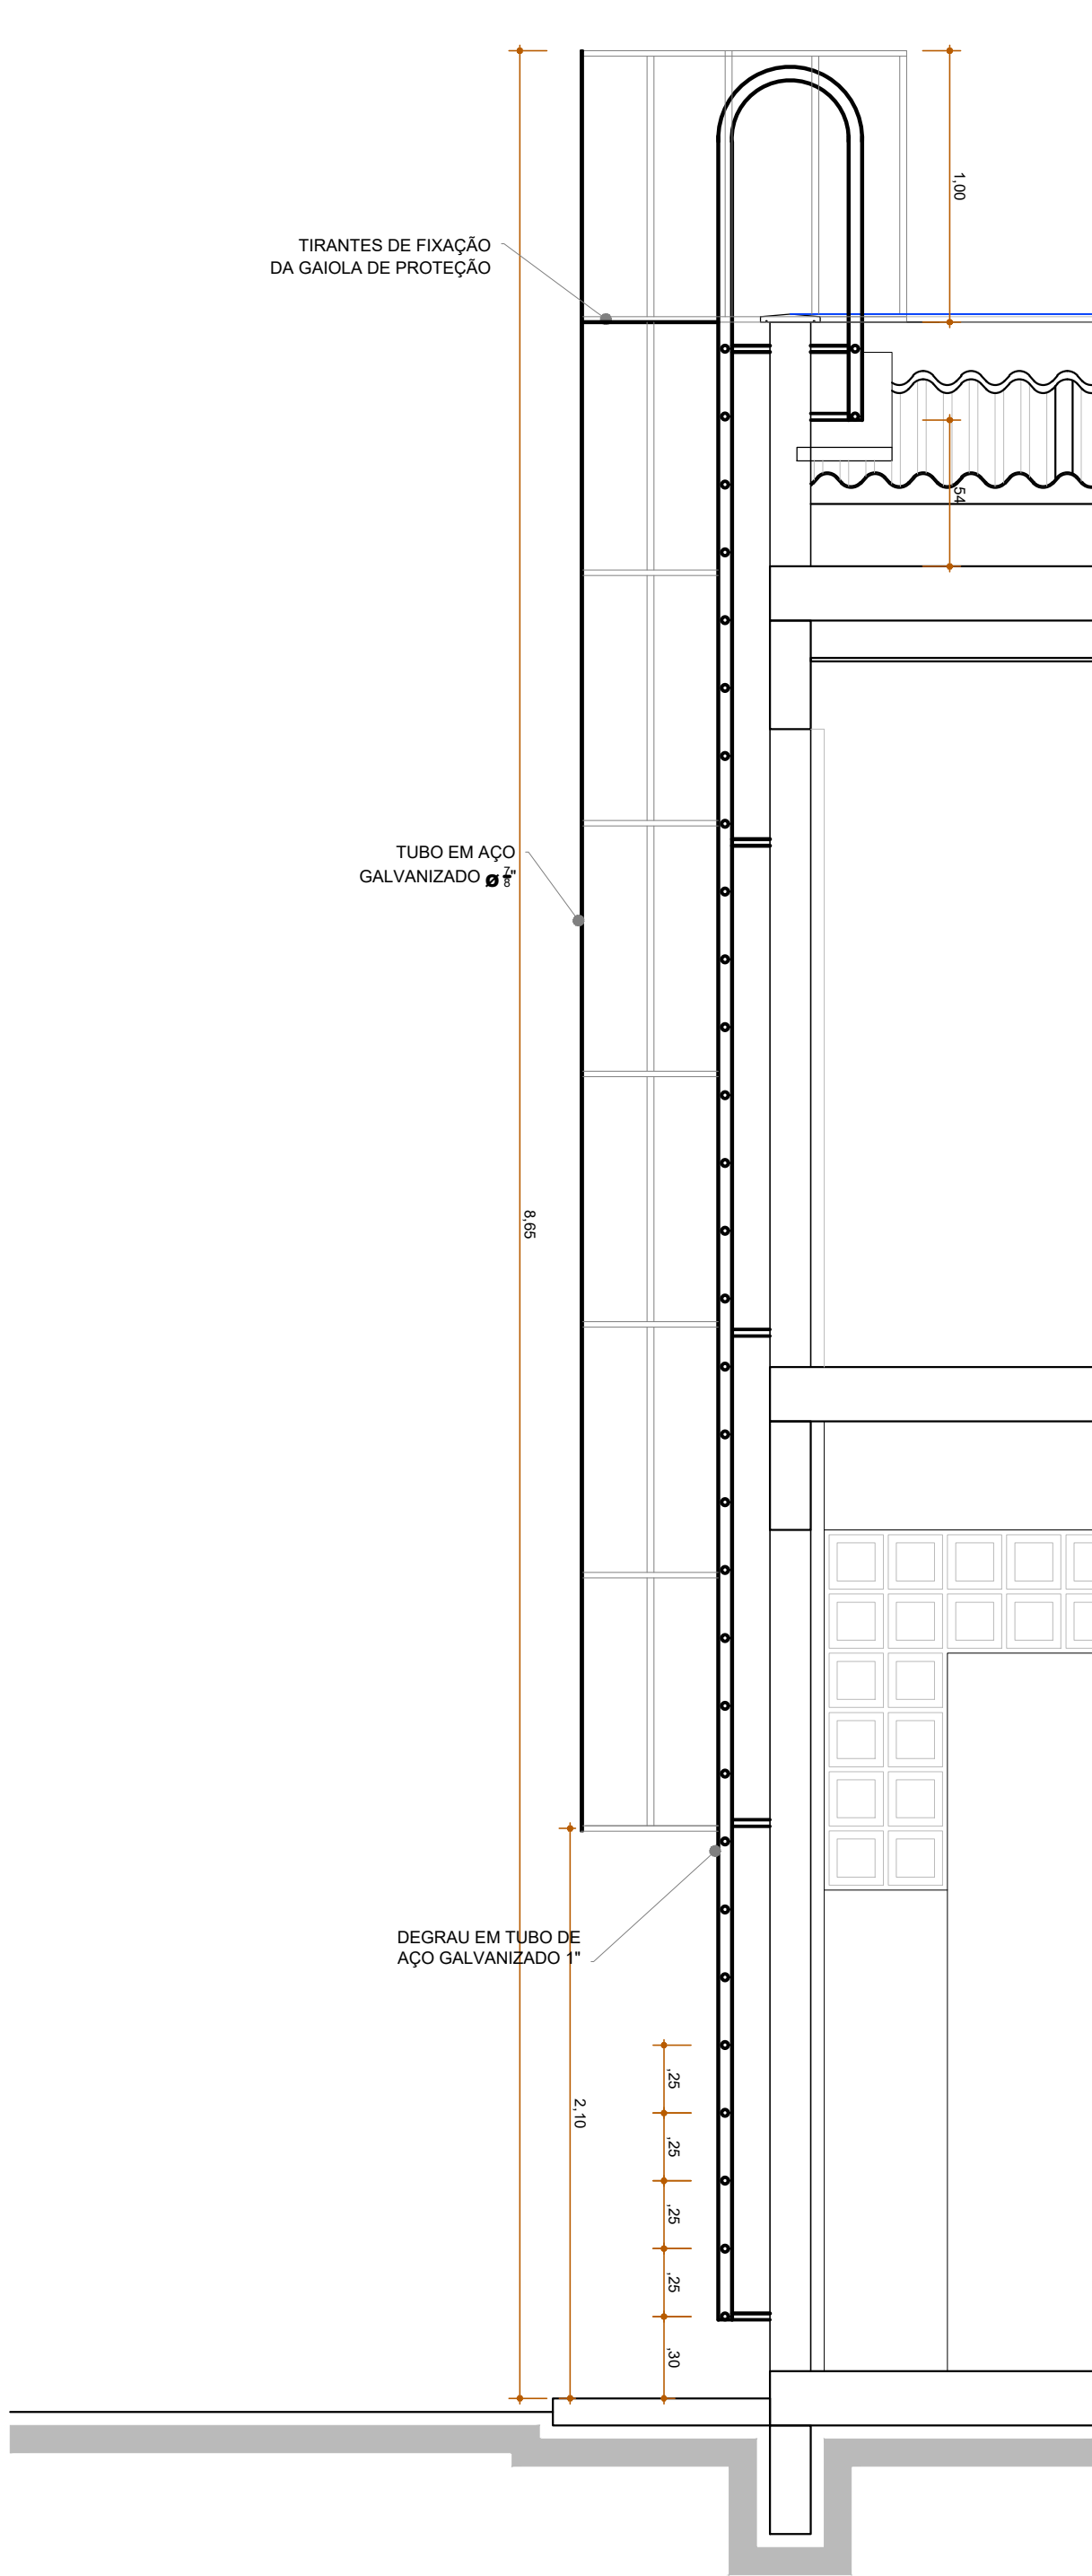 1,00
TIRANTES DE FIXAÇÃO
DA GAIOLA DE PROTEÇÃO
,54
TUBO EM AÇO
GALVANIZADO ø 7/8"
8,65
DEGRAU EM TUBO DE
AÇO GALVANIZADO 1"
2,10
,25
,25
,25
,25
,30